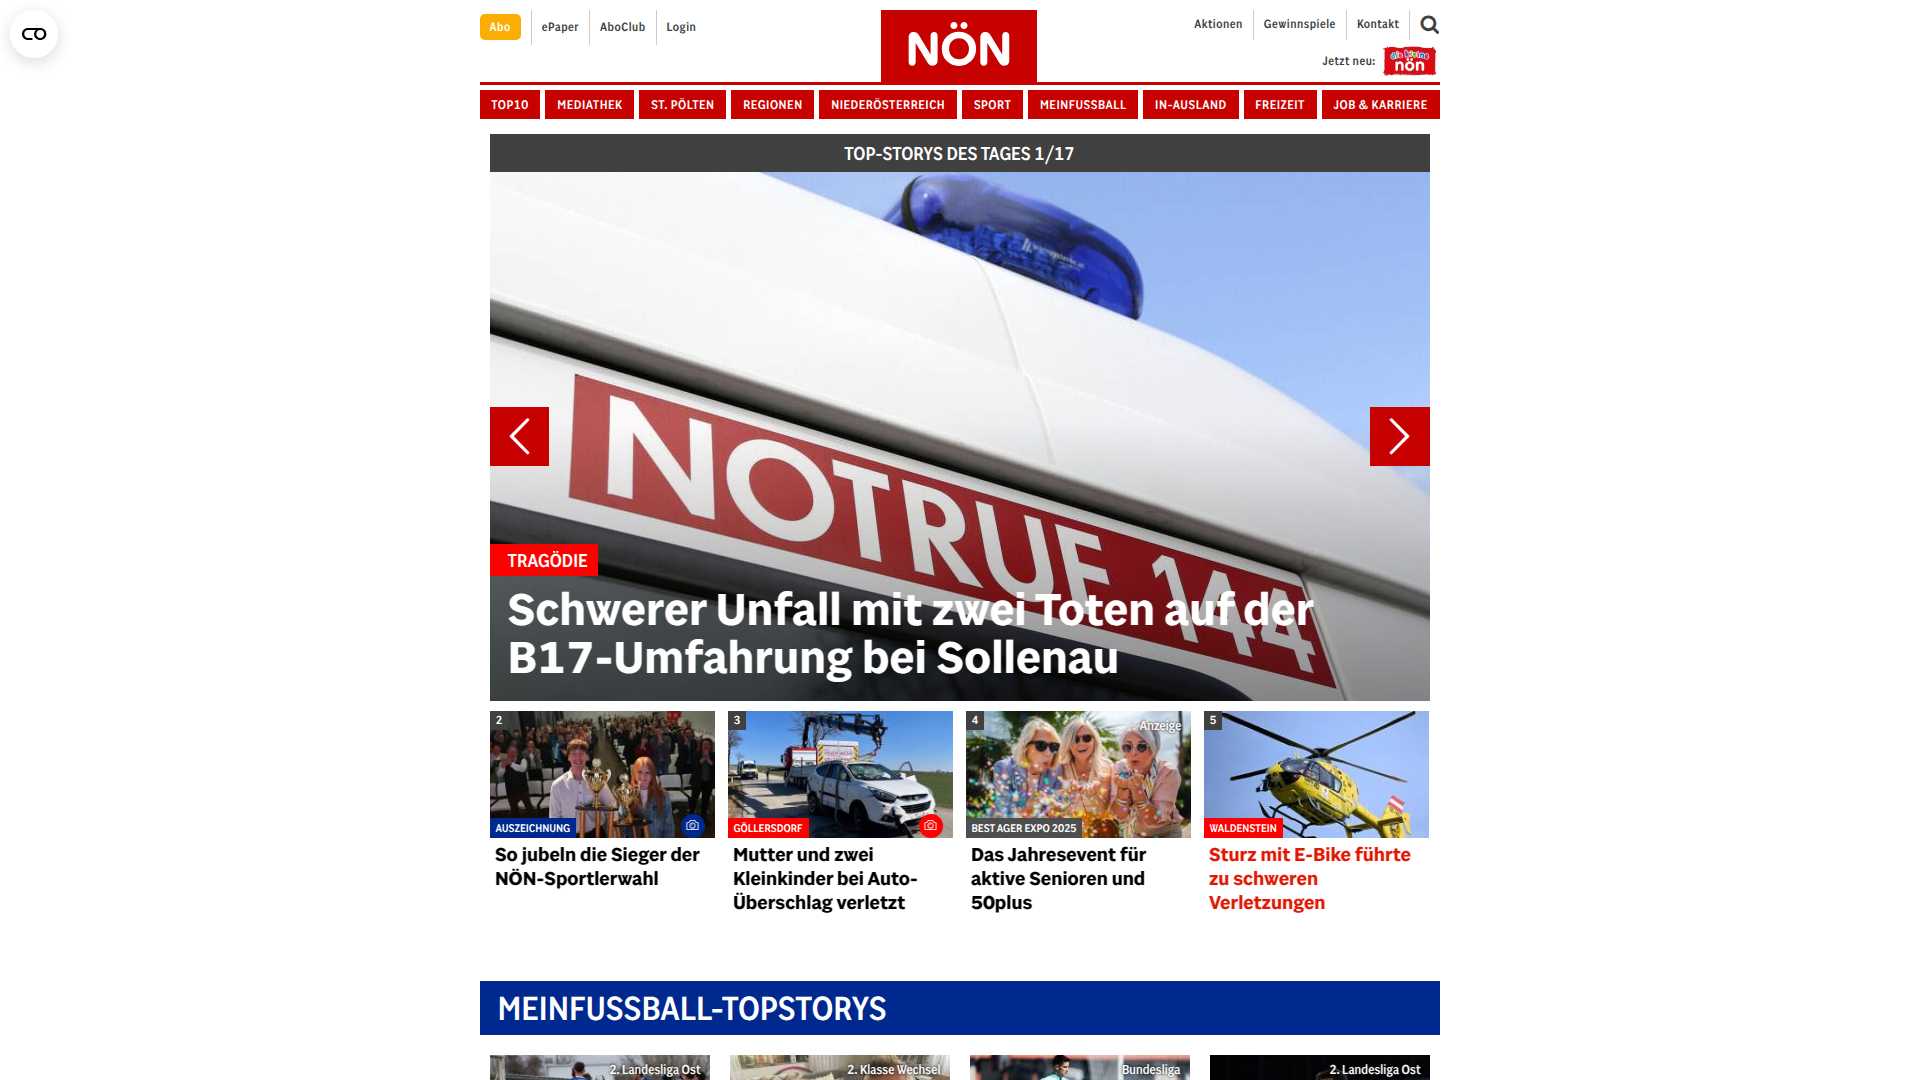 Abo
ePaper
AboClub
Login
NÖN
Aktionen
Gewinnspiele
Kontakt
Jetzt neu:
die kleine
nön
TOP10
MEDIATHEK
ST. PÖLTEN
REGIONEN
NIEDERÖSTERREICH
SPORT
MEINFUSSBALL
IN-AUSLAND
FREIZEIT
JOB & KARRIERE
TOP-STORYS DES TAGES 1/17
NOTRUF 144
TRAGÖDIE
Schwerer Unfall mit zwei Toten auf der
B17-Umfahrung bei Sollenau
2
AUSZEICHNUNG
So jubeln die Sieger der
NÖN-Sportlerwahl
3
GÖLLERSDORF
Mutter und zwei
Kleinkinder bei Auto-
Überschlag verletzt
4
Anzeige
BEST AGER EXPO 2025
Das Jahresevent für
aktive Senioren und
50plus
5
WALDENSTEIN
Sturz mit E-Bike führte
zu schweren
Verletzungen
MEINFUSSBALL-TOPSTORYS
2. Landesliga Ost
2. Klasse Wechsel
Bundesliga
2. Landesliga Ost